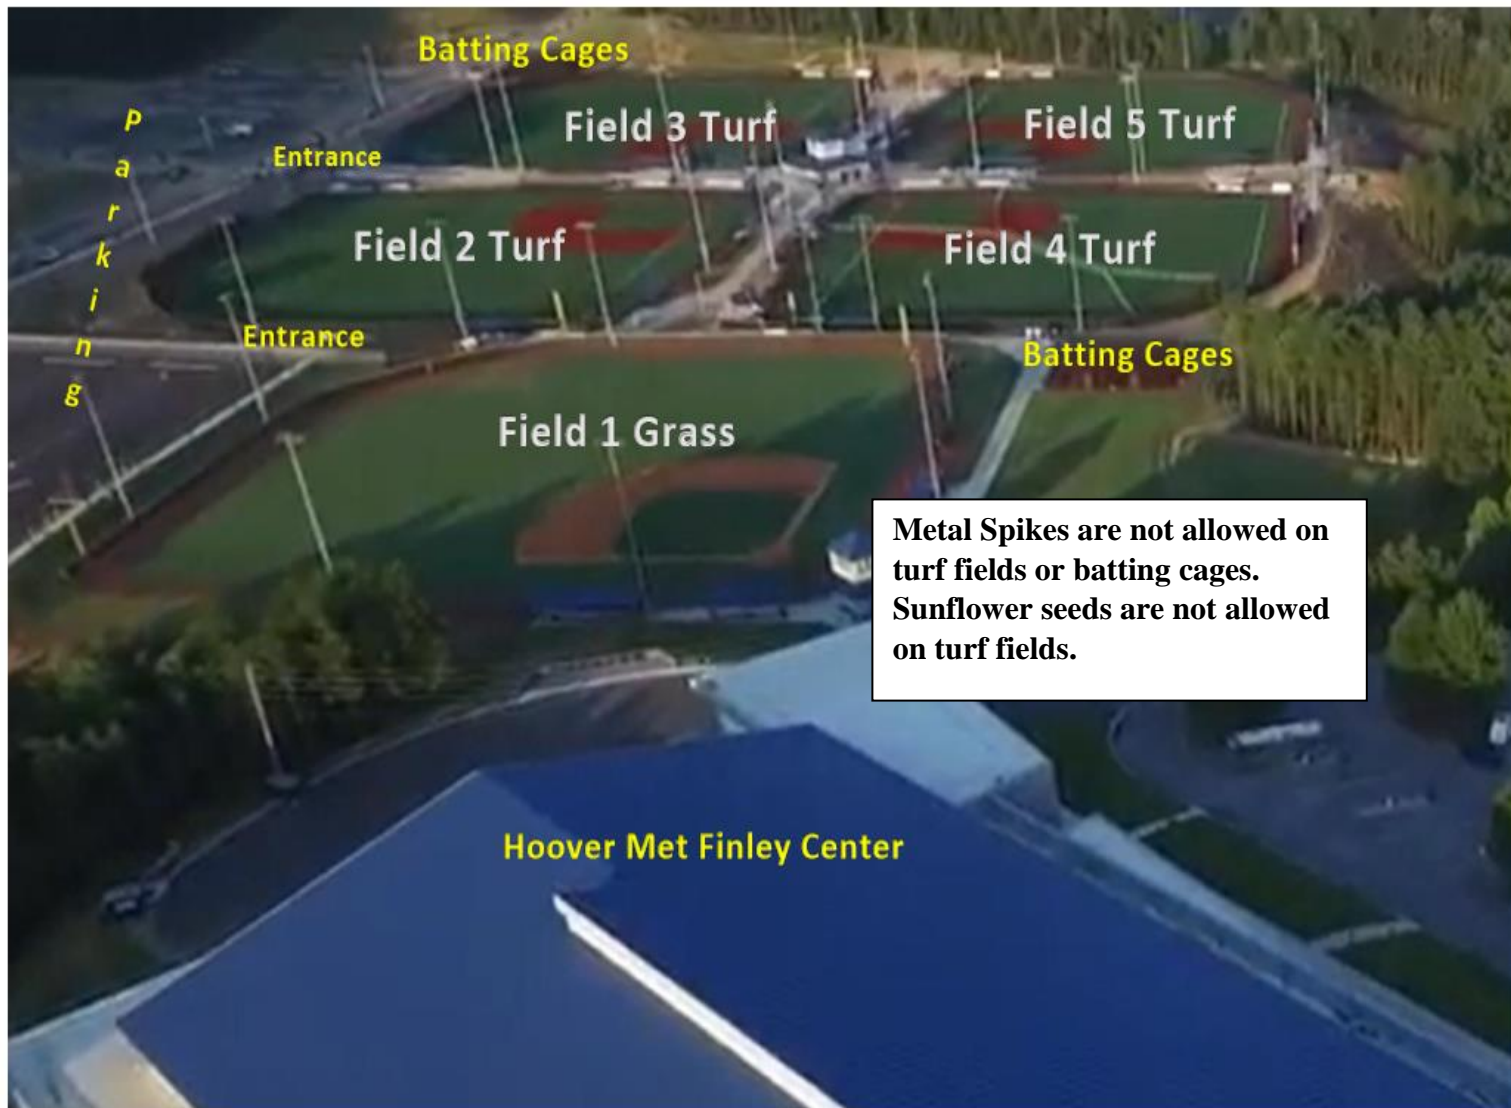 Batting Cages
Parking
Field 3 Turf
Field 5 Turf
Entrance
Field 2 Turf
Field 4 Turf
Entrance
Batting Cages
Field 1 Grass
Metal Spikes are not allowed on
turf fields or batting cages.
Sunflower seeds are not allowed
on turf fields.
Hoover Met Finley Center